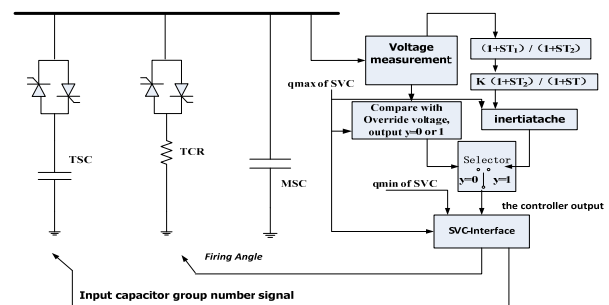 Voltage
measurement
(1+ST₁) / (1+ST₂)
K (1+ST₂) / (1+ST)
qmax of SVC
Compare with
Override voltage,
output y=0 or 1
inertiatache
TSC
TCR
MSC
Selector
y=0
y=1
qmin of SVC
the controller output
SVC-Interface
Firing Angle
Input capacitor group number signal